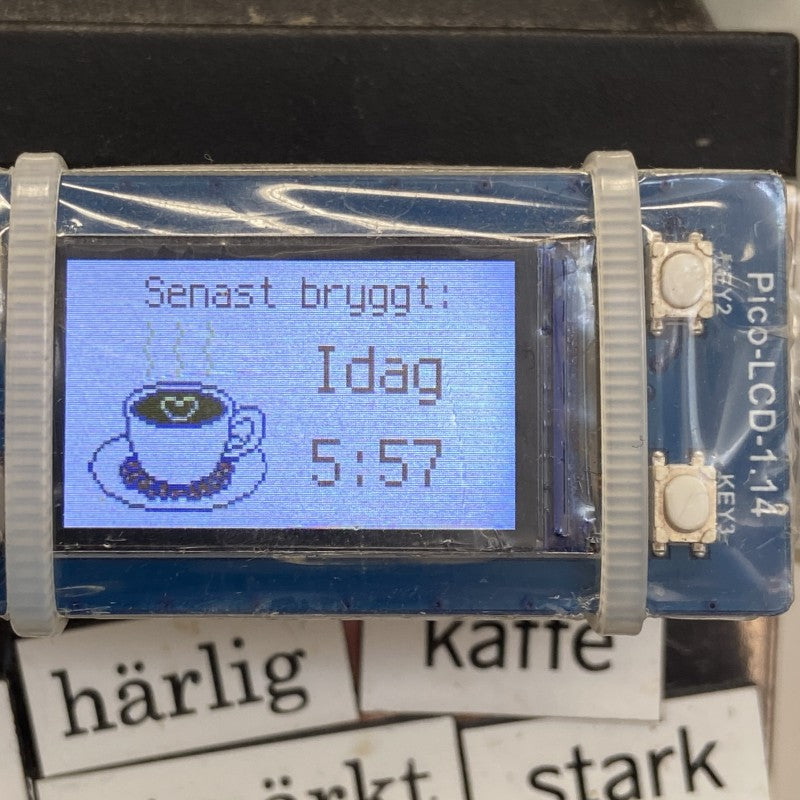 Senast bryggt:
Idag
5:57
KEY2
Pico-LCD-1.14
KEY3
härlig
kaffe
stark